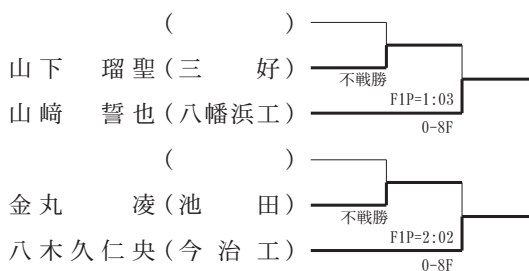 (　　　)
山下　瑠聖(三　好)
不戦勝
山﨑　誓也(八幡浜工)
F1P=1:03
0-8F
(　　　)
金丸　　凌(池　田)
不戦勝
八木久仁央(今治工)
F1P=2:02
0-8F